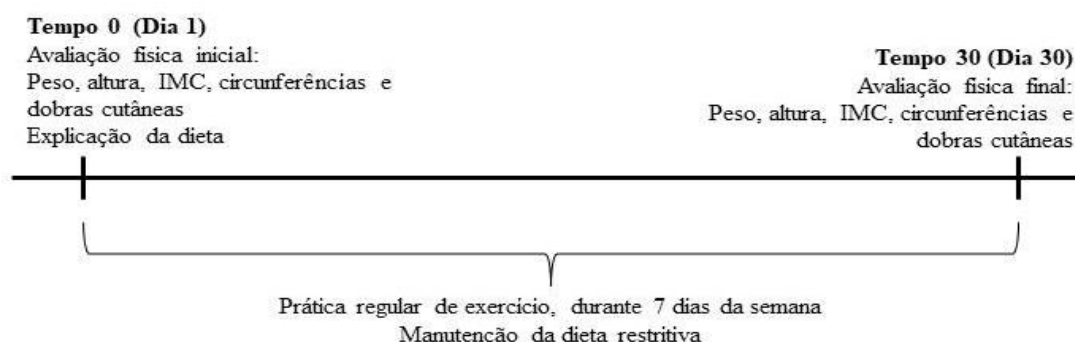 Tempo 0 (Dia 1)
Avaliação física inicial:
Peso, altura, IMC, circunferências e
dobras cutâneas
Explicação da dieta
Tempo 30 (Dia 30)
Avaliação física final:
Peso, altura, IMC, circunferências e
dobras cutâneas
Prática regular de exercício, durante 7 dias da semana
Manutenção da dieta restritiva